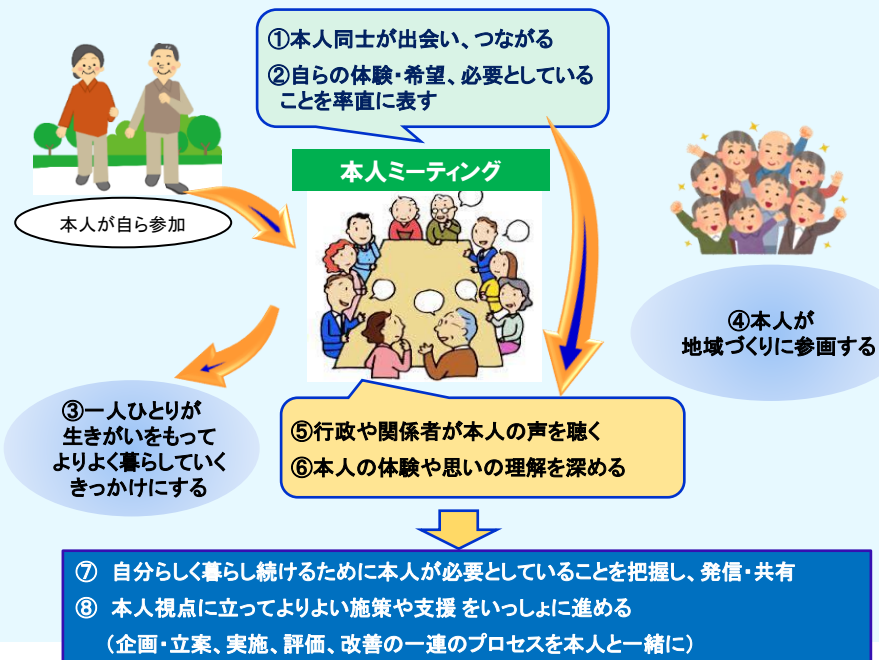 ①本人同士が出会い、つながる
②自らの体験・希望、必要としている
ことを率直に表す
本人ミーティング
本人が自ら参加
④本人が
地域づくりに参画する
③一人ひとりが
生きがいをもって
よりよく暮らしていく
きっかけにする
⑤行政や関係者が本人の声を聴く
⑥本人の体験や思いの理解を深める
⑦　自分らしく暮らし続けるために本人が必要としていることを把握し、発信・共有
⑧　本人視点に立ってよりよい施策や支援 をいっしょに進める
（企画・立案、実施、評価、改善の一連のプロセスを本人と一緒に）